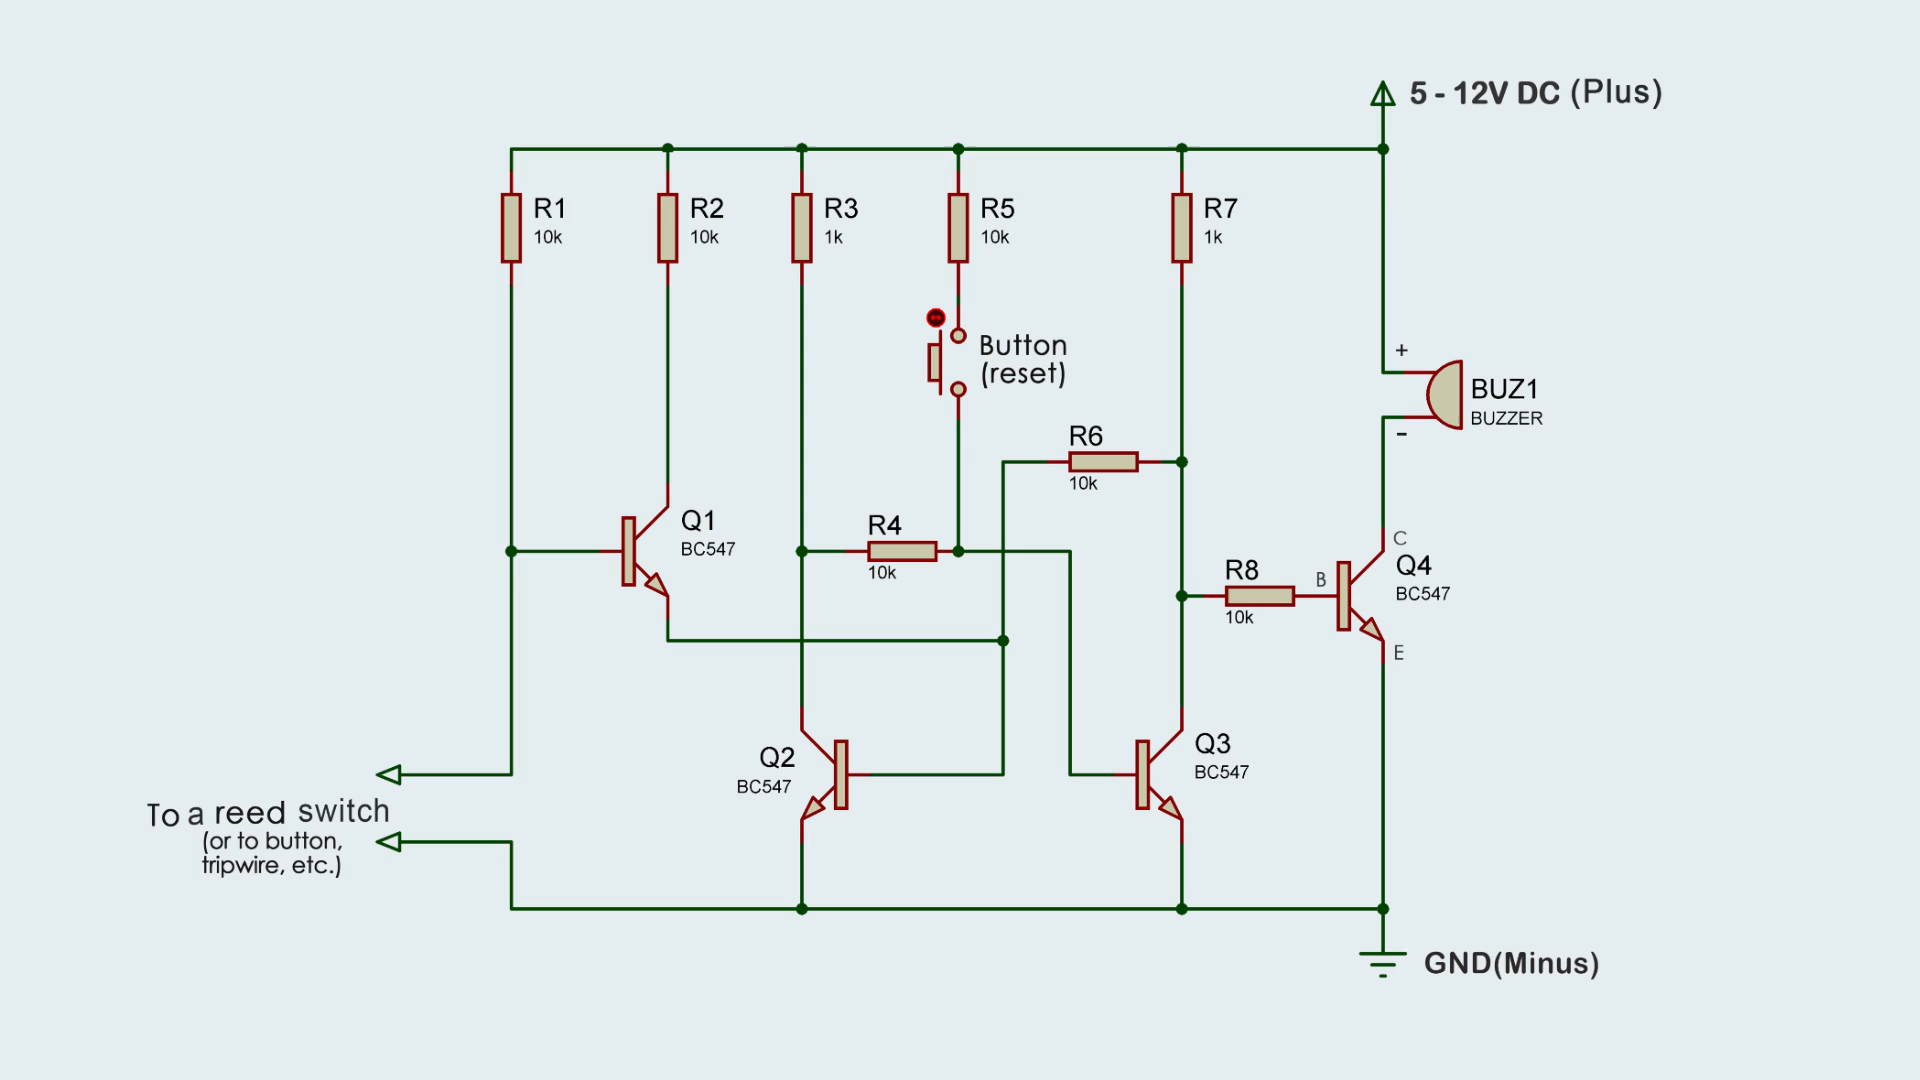 5 - 12V DC (Plus)
R1
10k
R2
10k
R3
1k
R5
10k
R7
1k
Button
(reset)
+
BUZ1
BUZZER
-
R6
10k
Q1
BC547
R4
10k
C
Q4
BC547
R8
10k
B
E
Q2
BC547
Q3
BC547
To a reed switch
(or to button,
tripwire, etc.)
GND(Minus)